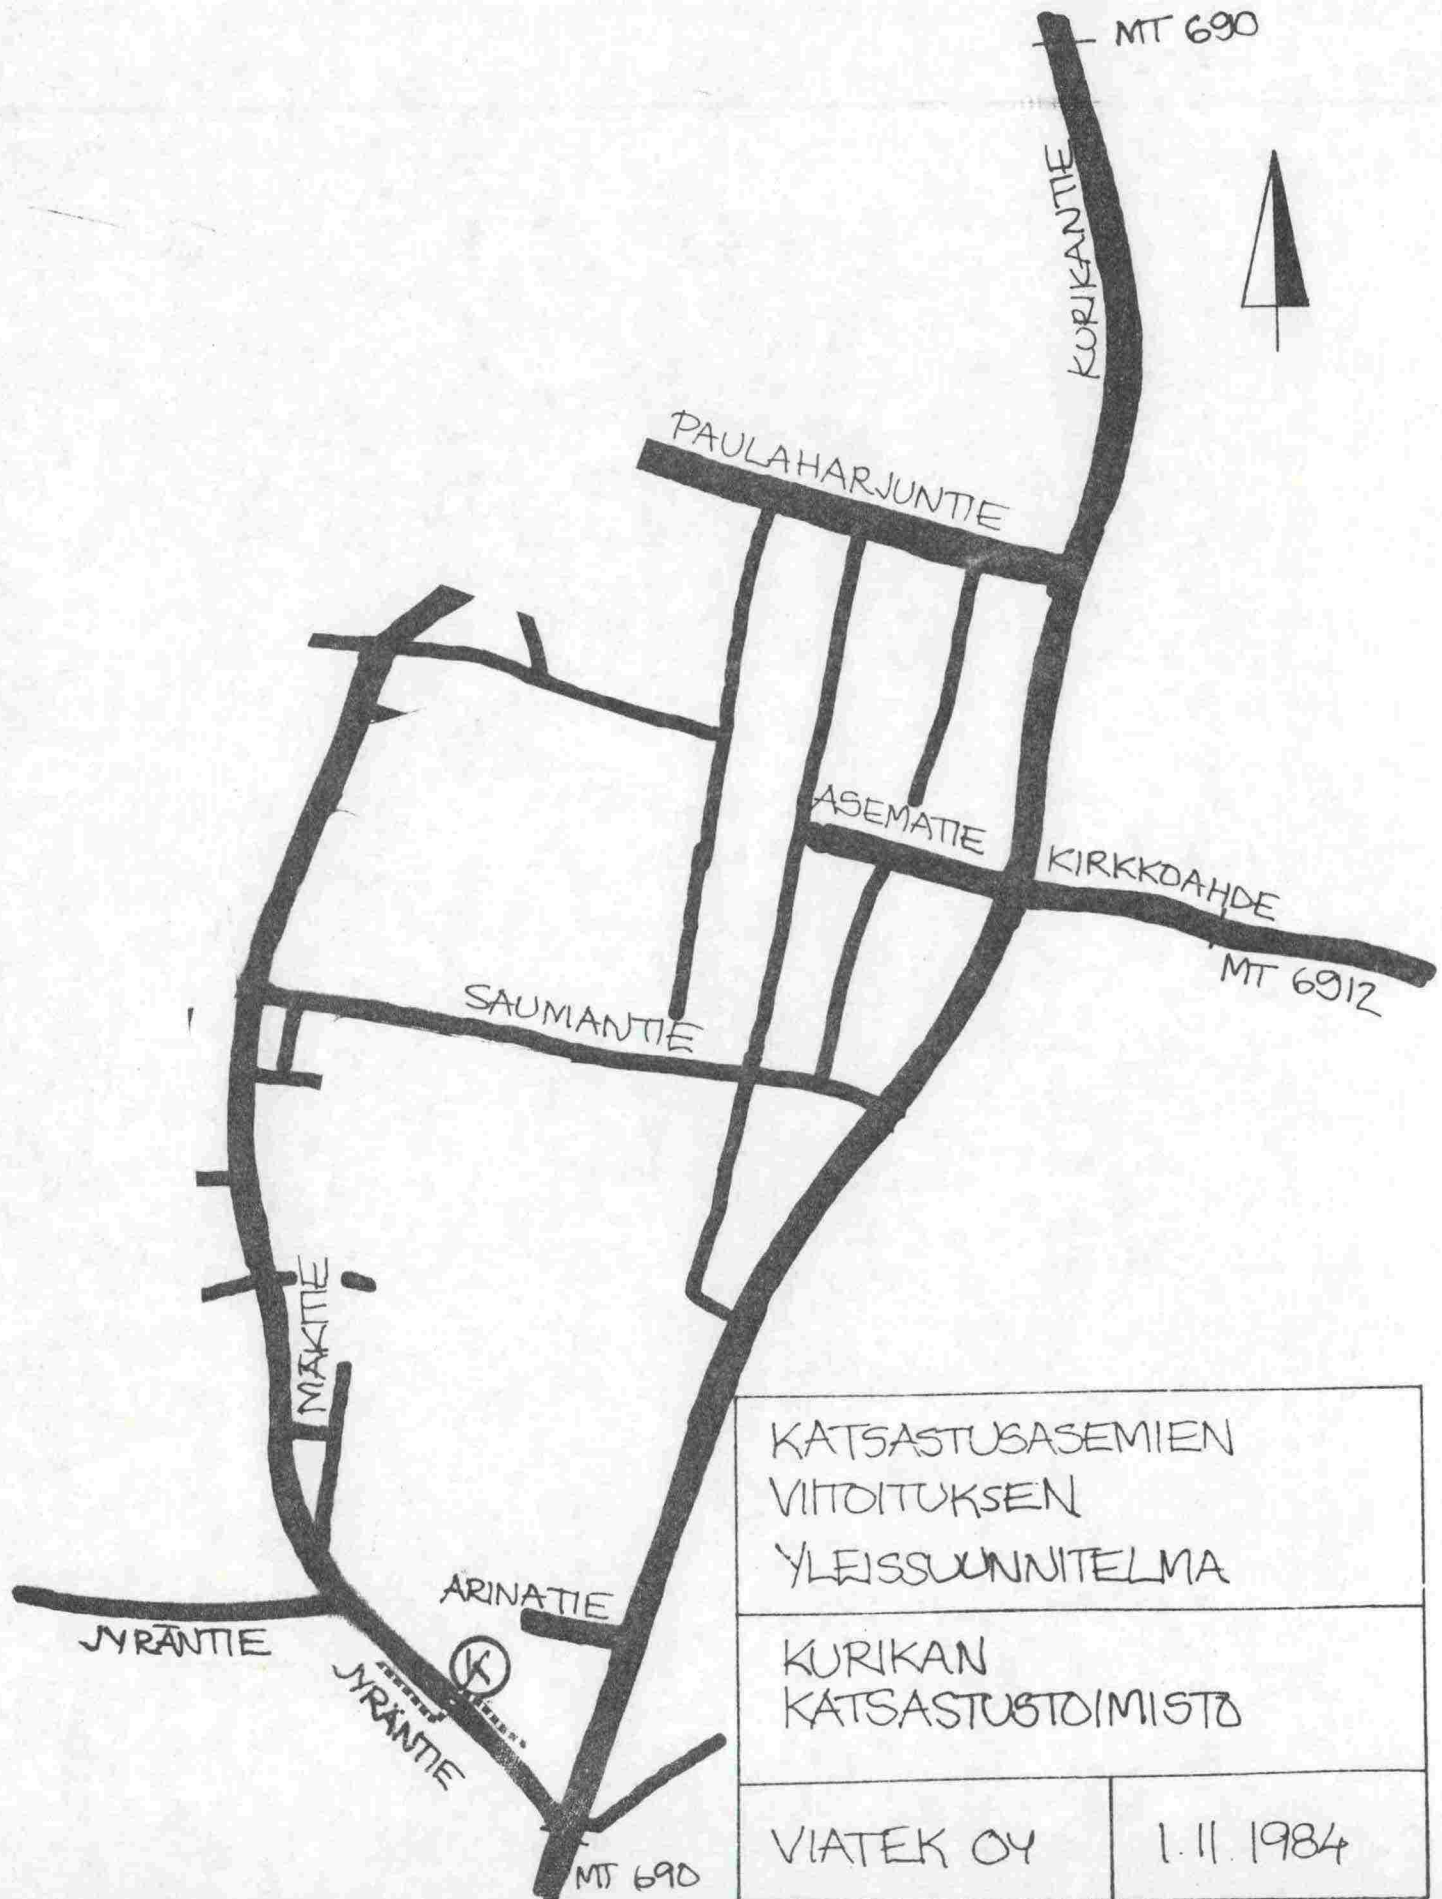 MT 690
KURIKANTIE
PAULAHARJUNTIE
ASEMATIE
KIRKKOAHDE
MT 6912
SAUMANTIE
MÄKITIE
ARINATIE
JYRÄNTIE
K
JYRÄNTIE
MT 690
KATSASTUSASEMIEN
VIITOITUKSEN
YLEISSUUNNITELMA
KURIKAN
KATSASTUSTOIMISTO
VIATEK OY
1.11.1984